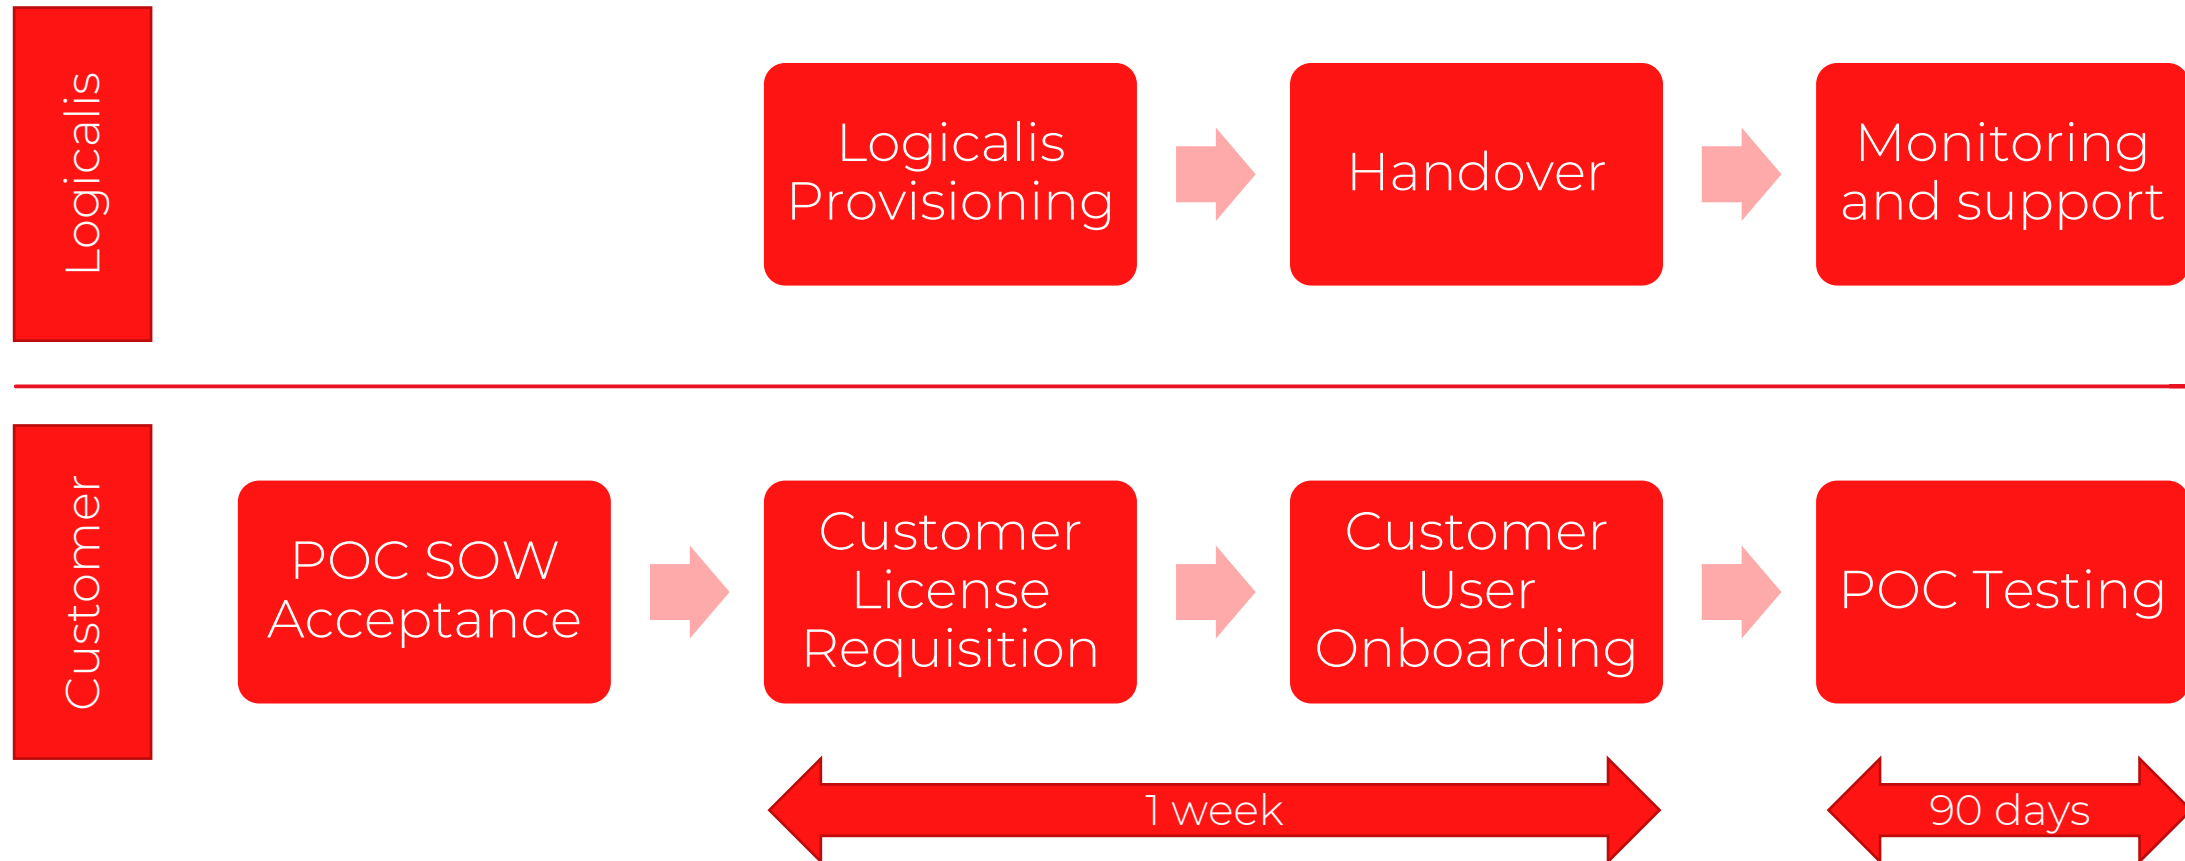 Logicalis
Logicalis
Provisioning
Handover
Monitoring
and support
Customer
POC SOW
Acceptance
Customer
License
Requisition
Customer
User
Onboarding
POC Testing
1 week
90 days